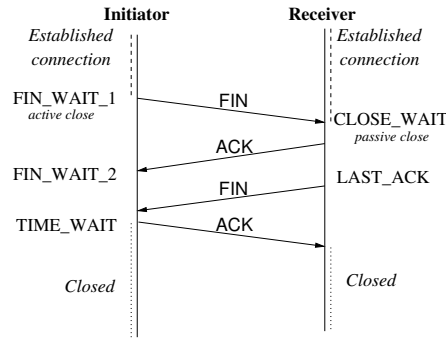 Initiator
Receiver
Established
connection
Established
connection
FIN_WAIT_1
active close
FIN
CLOSE_WAIT
passive close
ACK
FIN_WAIT_2
LAST_ACK
FIN
TIME_WAIT
ACK
Closed
Closed